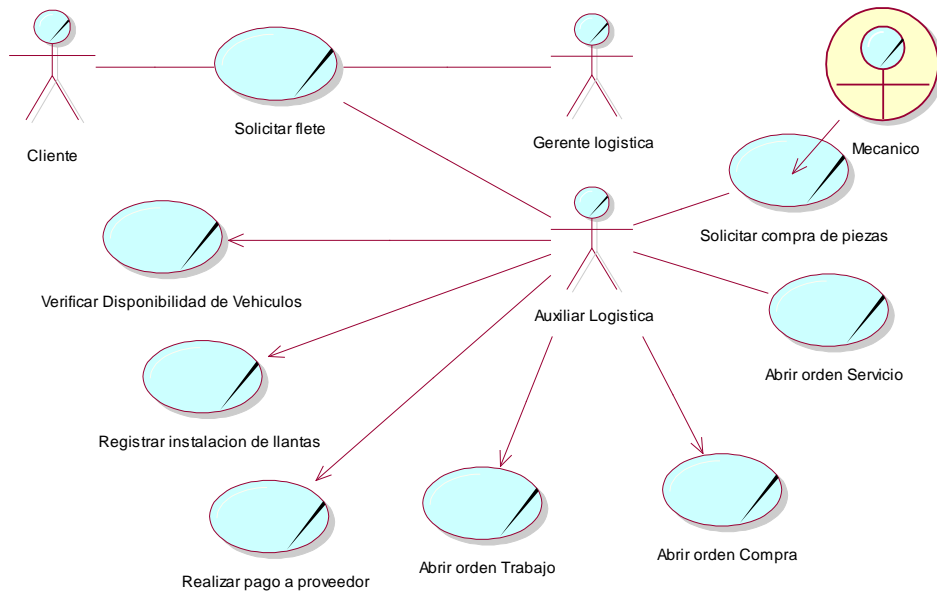 Solicitar flete
Cliente
Gerente logistica
Mecanico
Solicitar compra de piezas
Verificar Disponibilidad de Vehiculos
Auxiliar Logistica
Abrir orden Servicio
Registrar instalacion de llantas
Abrir orden Compra
Abrir orden Trabajo
Realizar pago a proveedor